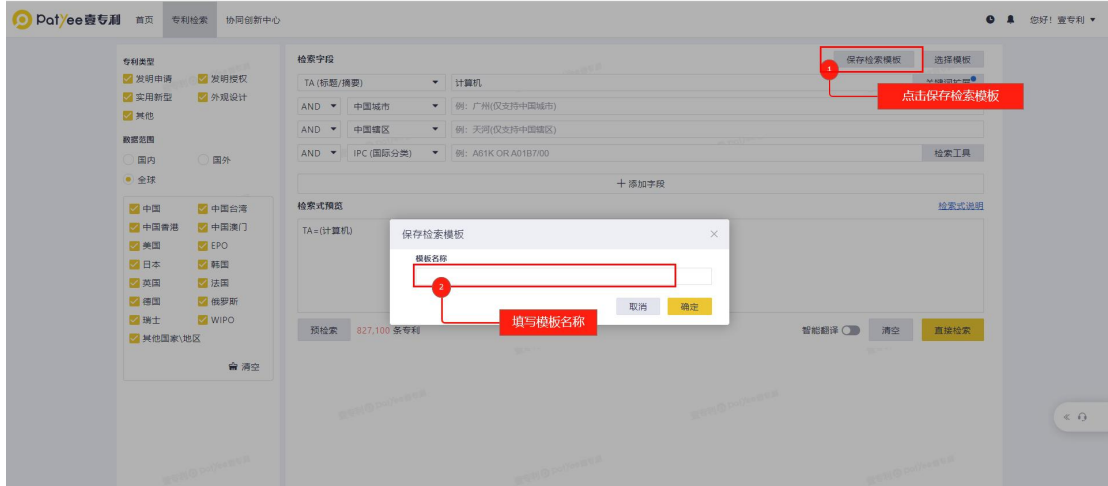 Patyee壹专利 首页 专利检索 协同创新中心 您好！壹专利
专利类型
发明申请 发明授权
实用新型 外观设计
其他
数据范围
国内 国外
全球
中国 中国台湾
中国香港 中国澳门
美国 EPO
日本 韩国
英国 法国
德国 俄罗斯
瑞士 WIPO
其他国家\地区
清空
检索字段 保存检索模板 选择模板
1
点击保存检索模板
TA (标题/摘要) 计算机 关键词扩展
AND 中国城市 例：广州(仅支持中国城市)
AND 中国辖区 例：天河(仅支持中国辖区)
AND IPC (国际分类) 例：A61K OR A01B7/00 检索工具
添加字段
检索式预览 检索式说明
TA=(计算机)
保存检索模板
模板名称
2
填写模板名称
取消 确定
预检索 827,100 条专利 智能翻译 清空 直接检索